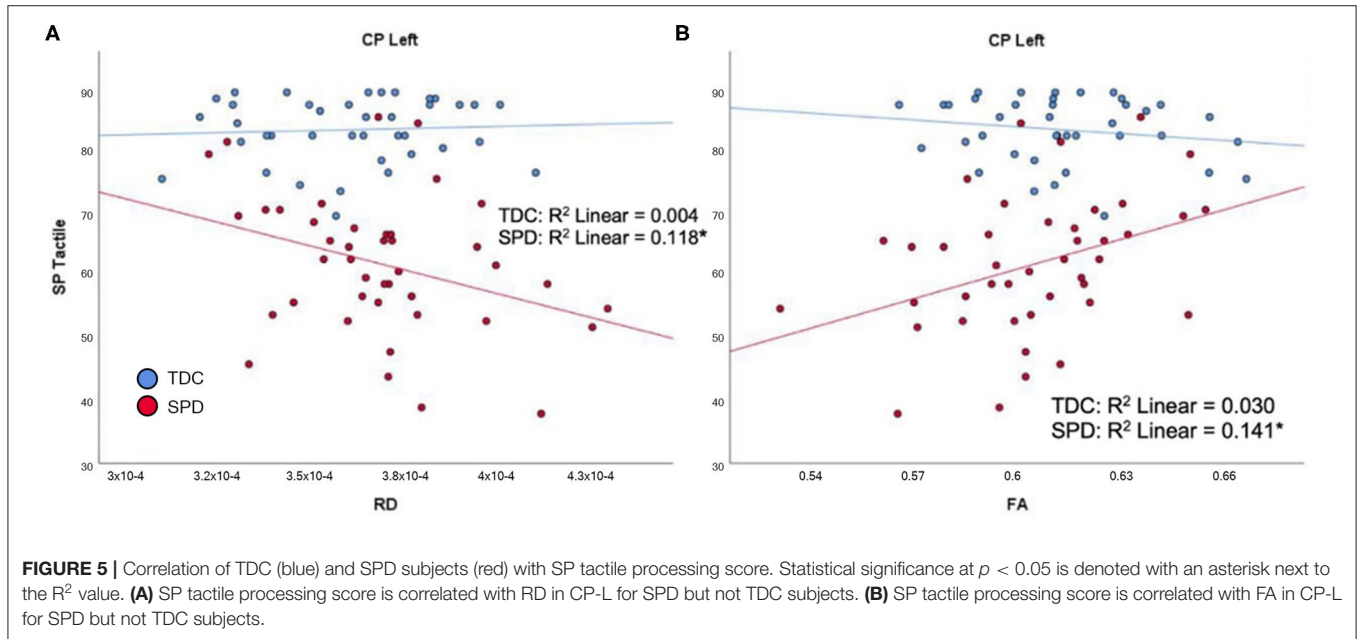 A
CP Left
90
80
70
60
50
40
30
SP Tactile
TDC: R² Linear = 0.004
SPD: R² Linear = 0.118*
TDC
SPD
3x10-4 3.2x10-4 3.5x10-4 3.8x10-4 4x10-4 4.3x10-4
RD
B
CP Left
90
80
70
60
50
40
30
TDC: R² Linear = 0.030
SPD: R² Linear = 0.141*
0.54 0.57 0.6 0.63 0.66
FA
FIGURE 5 | Correlation of TDC (blue) and SPD subjects (red) with SP tactile processing score. Statistical significance at p < 0.05 is denoted with an asterisk next to
the R² value. (A) SP tactile processing score is correlated with RD in CP-L for SPD but not TDC subjects. (B) SP tactile processing score is correlated with FA in CP-L
for SPD but not TDC subjects.